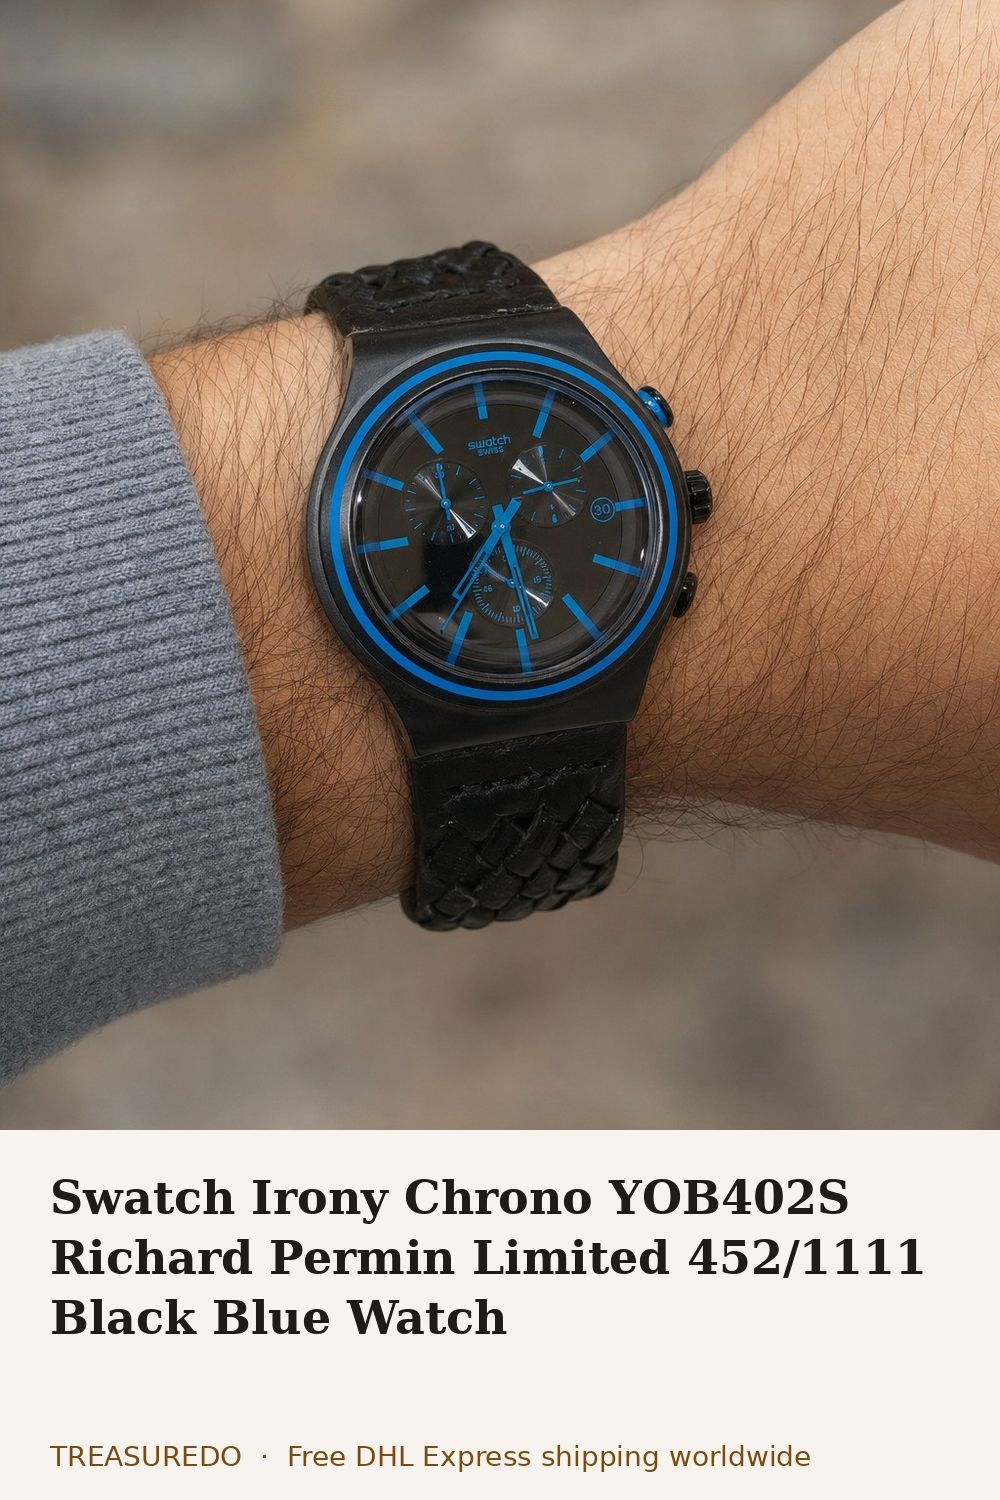 swatch
SWISS
30
Swatch Irony Chrono YOB402S
Richard Permin Limited 452/1111
Black Blue Watch
TREASUREDO · Free DHL Express shipping worldwide